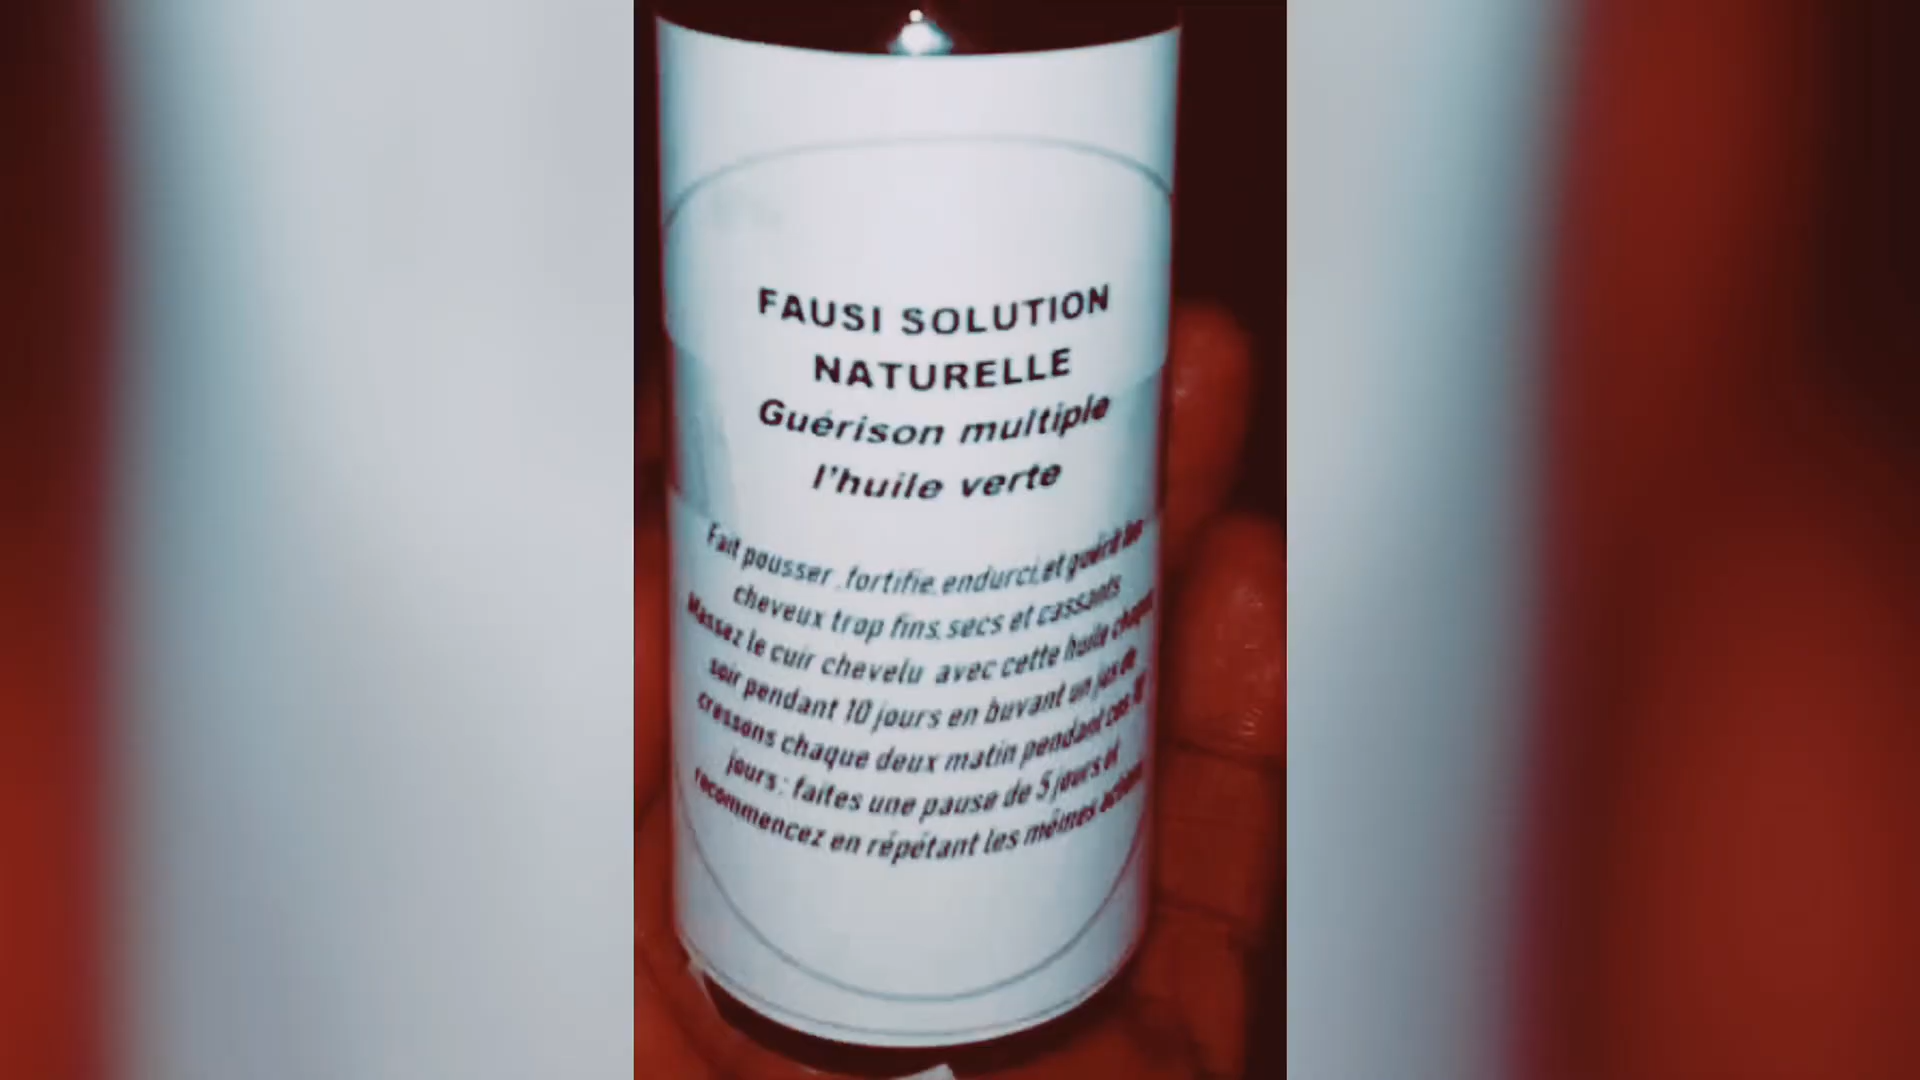 FAUSI SOLUTION
NATURELLE
Guérison multiple
l'huile verte
Fait pousser , fortifie, endurci, et guérit les
cheveux trop fins, secs et cassants
Massez le cuir chevelu avec cette huile chaque
soir pendant 10 jours en buvant un jus de
cressons chaque deux matin pendant ces 10
jours : faites une pause de 5 jours et
recommencez en répétant les mêmes actions